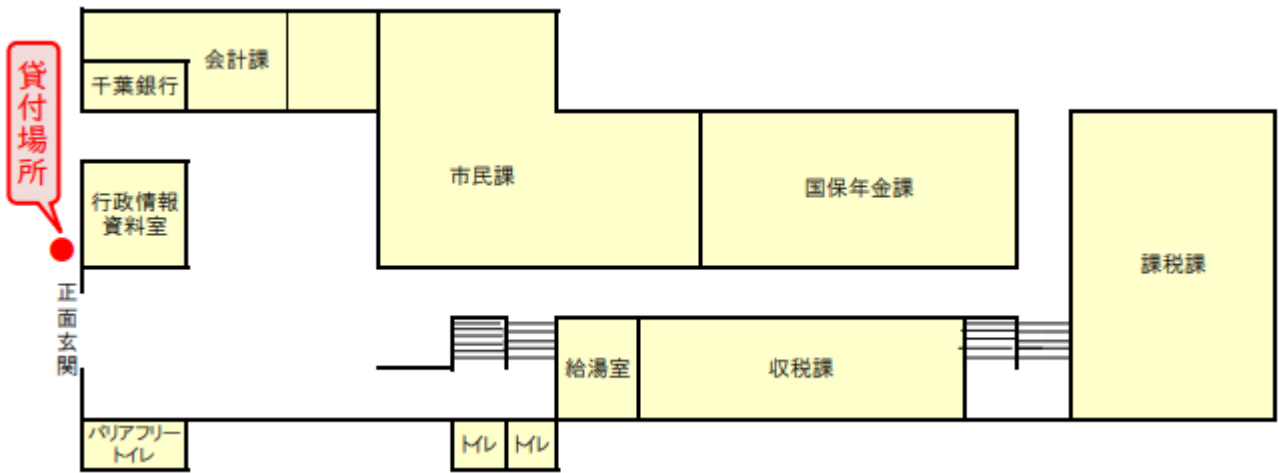 貸付場所
会計課
千葉銀行
市民課
国保年金課
行政情報
資料室
課税課
正面玄関
給湯室
収税課
バリアフリー
トイレ
トイレ
トイレ